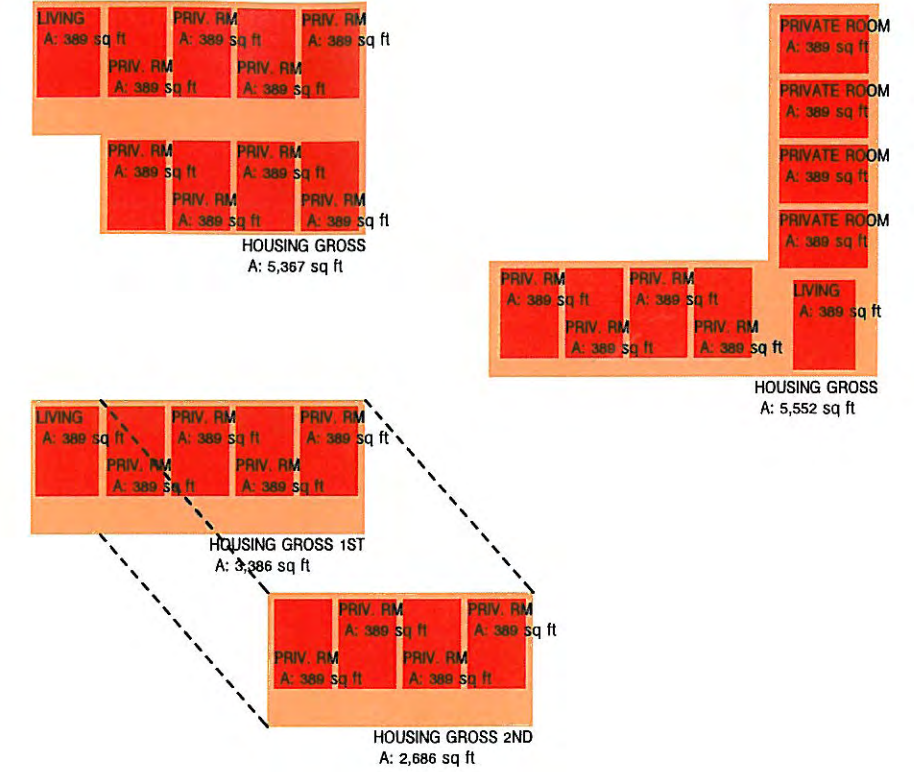 LIVING
A: 389 sq ft
PRIV. RM
A: 389 sq ft
PRIV. RM
A: 389 sq ft
PRIV. RM
A: 389 sq ft
PRIV. RM
A: 389 sq ft
PRIV. RM
A: 389 sq ft
PRIV. RM
A: 389 sq ft
PRIV. RM
A: 389 sq ft
PRIV. RM
A: 389 sq ft
HOUSING GROSS
A: 5,367 sq ft
PRIVATE ROOM
A: 389 sq ft
PRIVATE ROOM
A: 389 sq ft
PRIVATE ROOM
A: 389 sq ft
PRIVATE ROOM
A: 389 sq ft
PRIV. RM
A: 389 sq ft
PRIV. RM
A: 389 sq ft
PRIV. RM
A: 389 sq ft
PRIV. RM
A: 389 sq ft
LIVING
A: 389 sq ft
HOUSING GROSS
A: 5,552 sq ft
LIVING
A: 389 sq ft
PRIV. RM
A: 389 sq ft
PRIV. RM
A: 389 sq ft
PRIV. RM
A: 389 sq ft
PRIV. RM
A: 389 sq ft
HOUSING GROSS 1ST
A: 3,386 sq ft
PRIV. RM
A: 389 sq ft
PRIV. RM
A: 389 sq ft
PRIV. RM
A: 389 sq ft
PRIV. RM
A: 389 sq ft
HOUSING GROSS 2ND
A: 2,686 sq ft